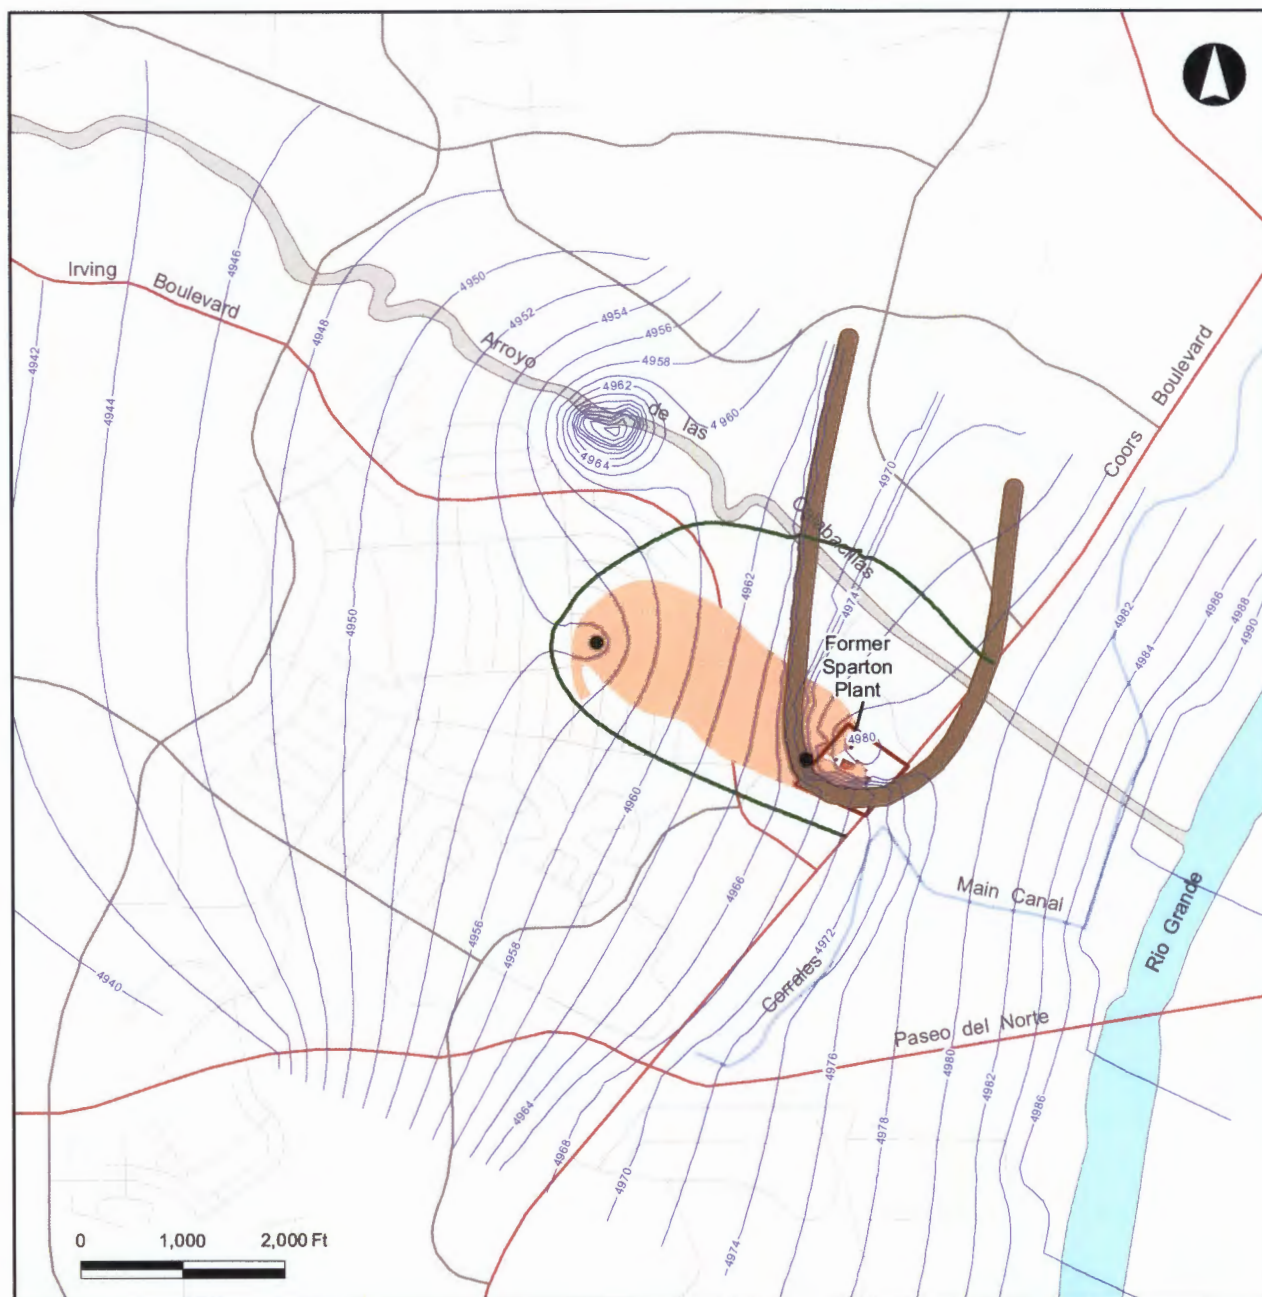 4946
Irving
Boulevard
4950
4952
4954
4956
4958
4948
4942
4944
Arroyo
4962
de las
4960
4964
4970
Boulevard
Coors
Calabacillas
4962
4974
4982
4986
4988
4990
4984
4950
Former
Sparton
Plant
4980
4960
4966
Main Canal
4956
4958
4972
Corrales
Rio Grande
4940
Paseo del Norte
4976
4980
4982
4986
4964
4968
4978
4970
4974
0 1,000 2,000 Ft